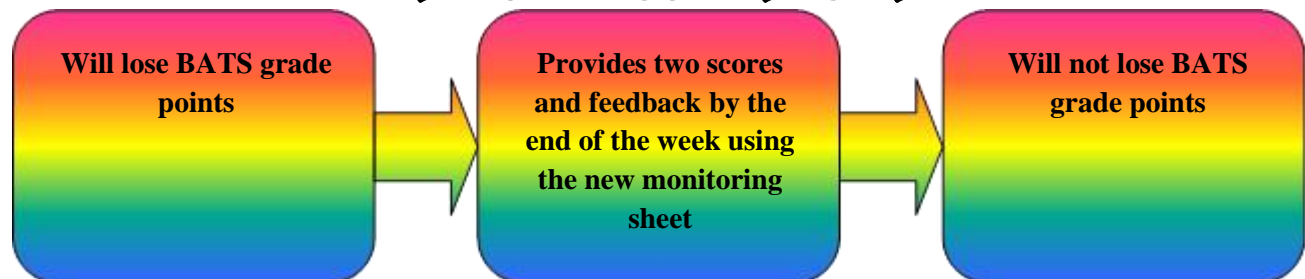 Will lose BATS grade
points
Provides two scores
and feedback by the
end of the week using
the new monitoring
sheet
Will not lose BATS
grade points